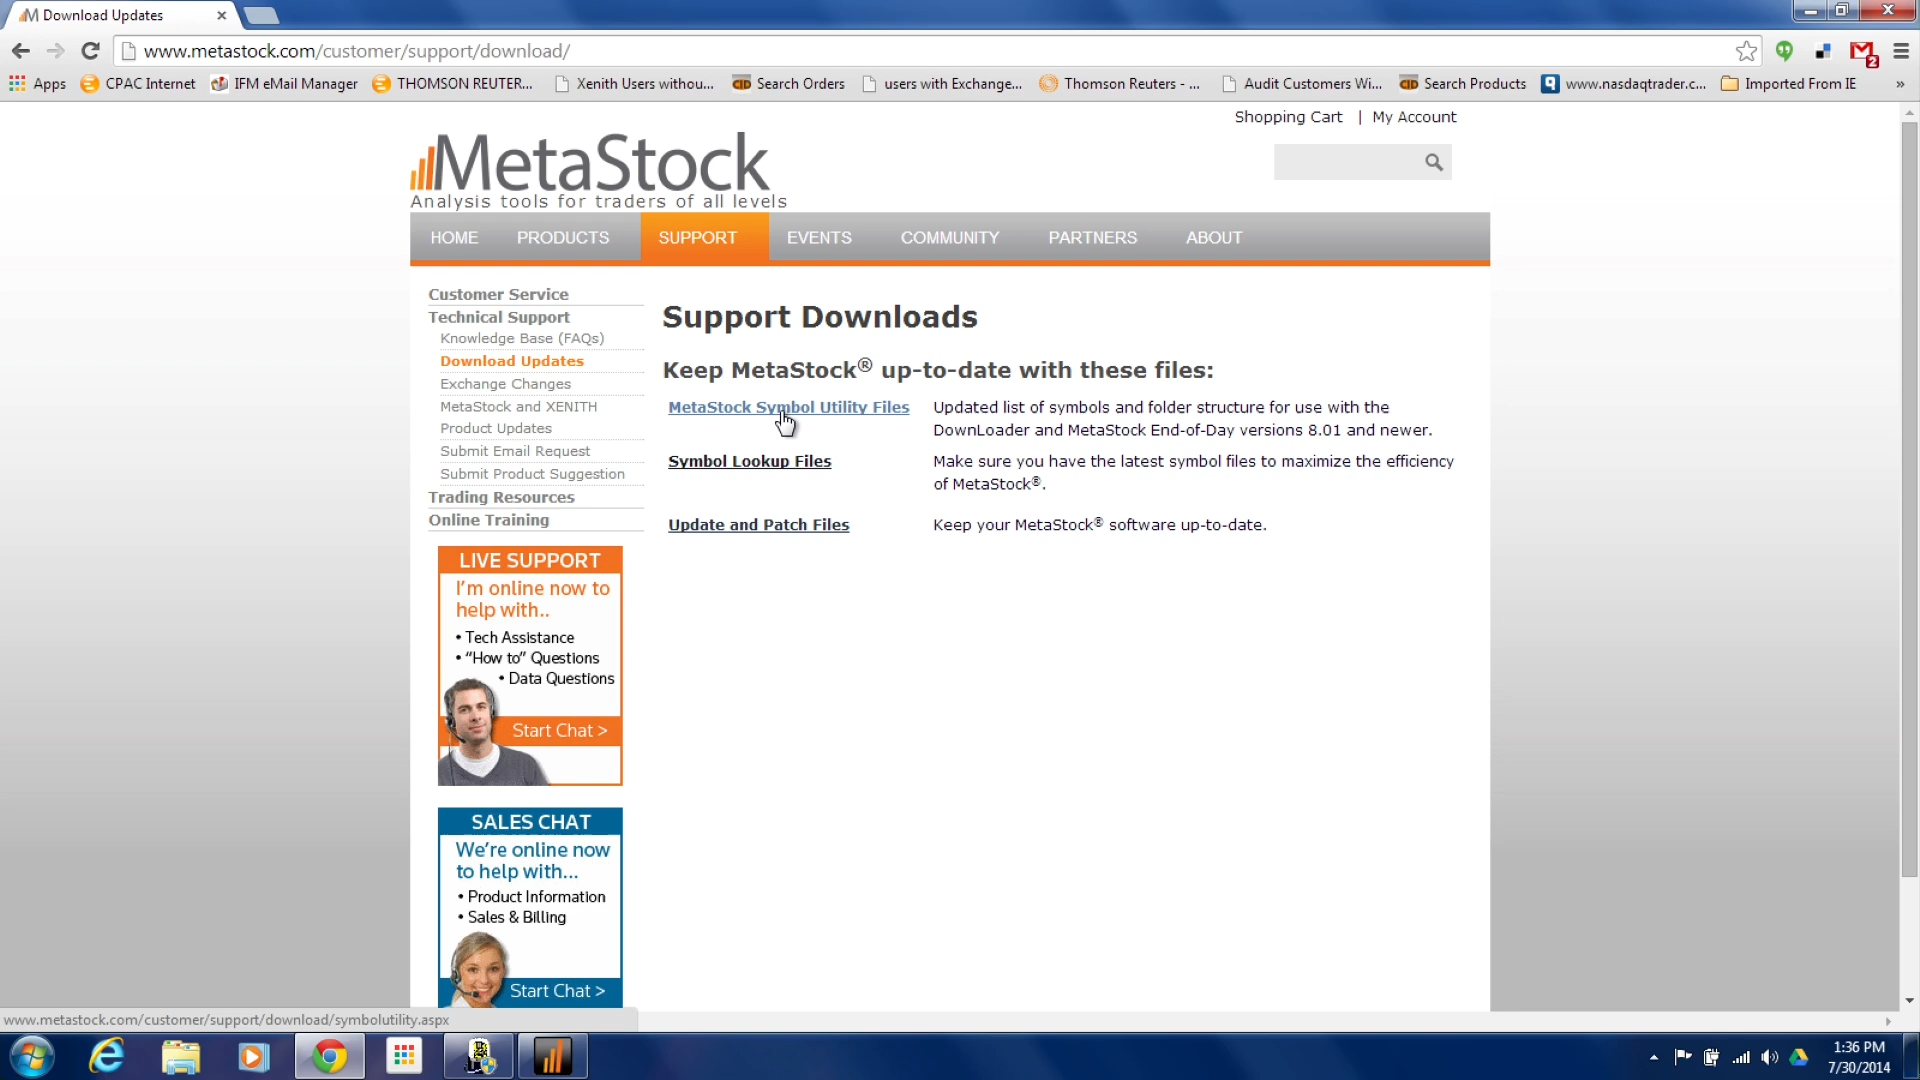 Download Updates
www.metastock.com/customer/support/download/
Apps
CPAC Internet
IFM eMail Manager
THOMSON REUTER...
Xenith Users withou...
Search Orders
users with Exchange...
Thomson Reuters - ...
Audit Customers Wi...
Search Products
www.nasdaqtrader.c...
Imported From IE
»
2
Shopping Cart | My Account
MetaStock
Analysis tools for traders of all levels
HOME PRODUCTS SUPPORT EVENTS COMMUNITY PARTNERS ABOUT
Customer Service
Technical Support
Knowledge Base (FAQs)
Download Updates
Exchange Changes
MetaStock and XENITH
Product Updates
Submit Email Request
Submit Product Suggestion
Trading Resources
Online Training
Support Downloads
Keep MetaStock® up-to-date with these files:
MetaStock Symbol Utility Files
Updated list of symbols and folder structure for use with the
DownLoader and MetaStock End-of-Day versions 8.01 and newer.
Symbol Lookup Files
Make sure you have the latest symbol files to maximize the efficiency
of MetaStock®.
Update and Patch Files
Keep your MetaStock® software up-to-date.
LIVE SUPPORT
I'm online now to
help with..
• Tech Assistance
• "How to" Questions
• Data Questions
Start Chat >
SALES CHAT
We're online now
to help with...
• Product Information
• Sales & Billing
Start Chat >
www.metastock.com/customer/support/download/symbolutility.aspx
1:36 PM
7/30/2014